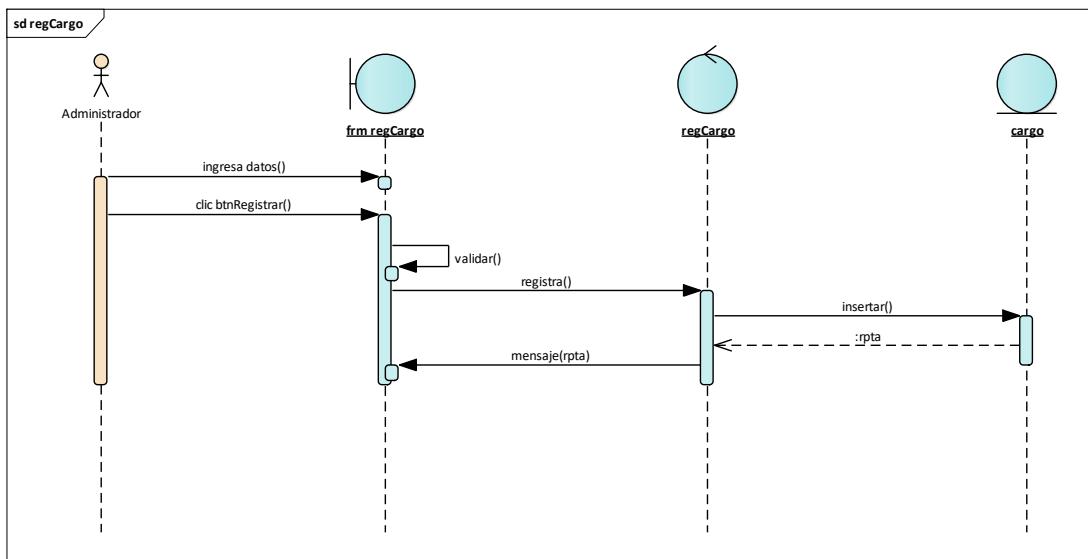 sd regCargo
Administrador
frm regCargo
regCargo
cargo
ingresa datos()
clic btnRegistrar()
validar()
registra()
insertar()
:rpta
mensaje(rpta)